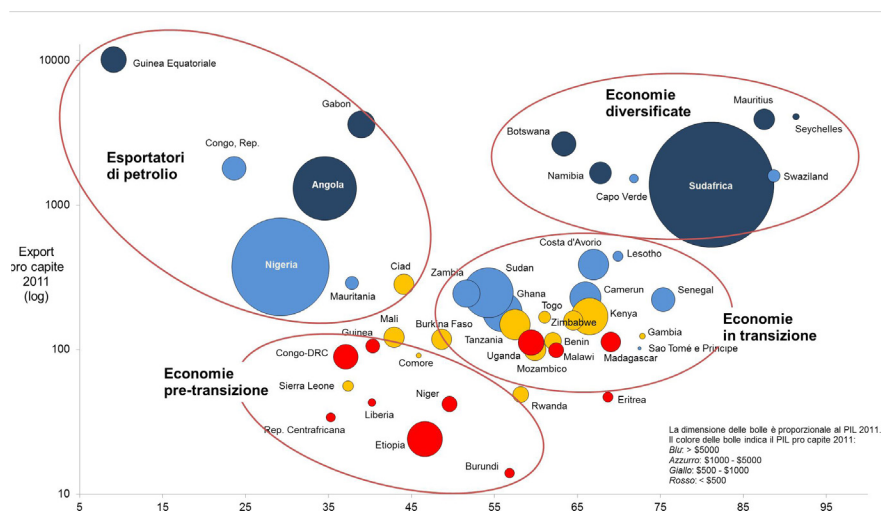 10000
1000
100
10
Export
pro capite
2011
(log)
5
15
25
35
45
55
65
75
85
95
Esportatori
di petrolio
Guinea Equatoriale
Gabon
Congo, Rep.
Angola
Nigeria
Mauritania
Ciad
Economie
diversificate
Mauritius
Seychelles
Botswana
Namibia
Capo Verde
Sudafrica
Swaziland
Economie
in transizione
Costa d'Avorio
Lesotho
Zambia
Sudan
Ghana
Camerun
Senegal
Togo
Kenya
Zimbabwe
Tanzania
Gambia
Benin
Uganda
Malawi
Madagascar
Sao Tomé e Principe
Mozambico
Economie
pre-transizione
Mali
Guinea
Burkina Faso
Congo-DRC
Comore
Sierra Leone
Niger
Liberia
Rep. Centrafricana
Etiopia
Burundi
Rwanda
Eritrea
La dimensione delle bolle è proporzionale al PIL 2011.
Il colore delle bolle indica il PIL pro capite 2011:
Blu: > $5000
Azzurro: $1000 - $5000
Giallo: $500 - $1000
Rosso: < $500